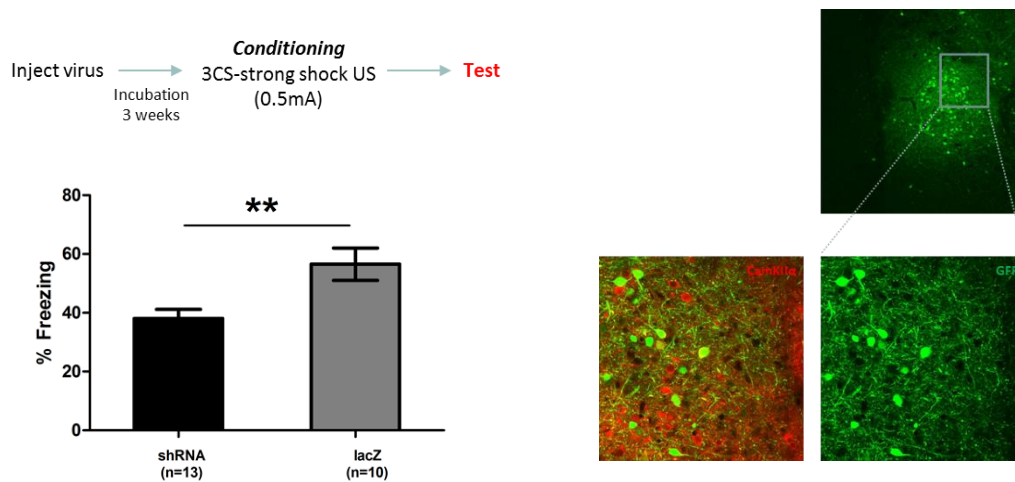 Conditioning
Inject virus
3CS-strong shock US
Test
Incubation
3 weeks
(0.5mA)
80
60
40
20
0
% Freezing
**
shRNA
(n=13)
lacZ
(n=10)
CamKIIα
GFP